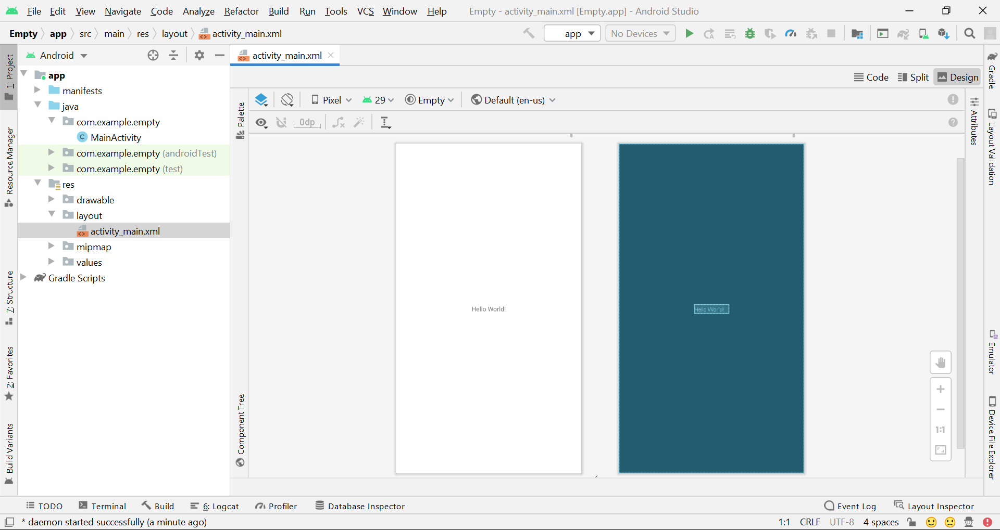 File Edit View Navigate Code Analyze Refactor Build Run Tools VCS Window Help Empty - activity_main.xml [Empty.app] - Android Studio
Empty app src main res layout activity_main.xml app No Devices
1: Project
Resource Manager
7: Structure
2: Favorites
Build Variants
Android
app
manifests
java
com.example.empty
MainActivity
com.example.empty (androidTest)
com.example.empty (test)
res
drawable
layout
activity_main.xml
mipmap
values
Gradle Scripts
activity_main.xml
Code Split Design
Palette
Component Tree
Pixel 29 Empty Default (en-us)
0dp
Hello World!
Hello World!
1:1
Attributes
Gradle
Layout Validation
Emulator
Device File Explorer
TODO Terminal Build 6: Logcat Profiler Database Inspector Event Log Layout Inspector
* daemon started successfully (a minute ago) 1:1 CRLF UTF-8 4 spaces